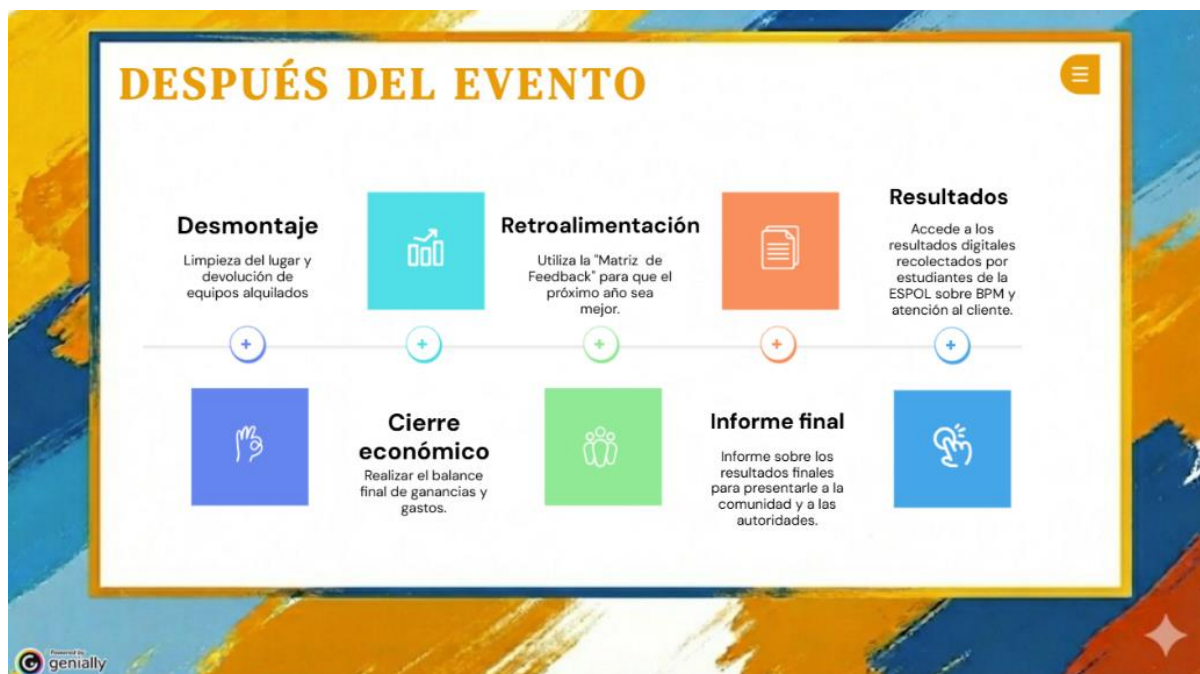 DESPUÉS DEL EVENTO
Desmontaje
Limpieza del lugar y
devolución de
equipos alquilados
Cierre
económico
Realizar el balance
final de ganancias y
gastos.
Retroalimentación
Utiliza la "Matriz de
Feedback" para que el
próximo año sea
mejor.
Informe final
Informe sobre los
resultados finales
para presentarle a la
comunidad y a las
autoridades.
Resultados
Accede a los
resultados digitales
recolectados por
estudiantes de la
ESPOL sobre BPM y
atención al cliente.
Powered by
genially